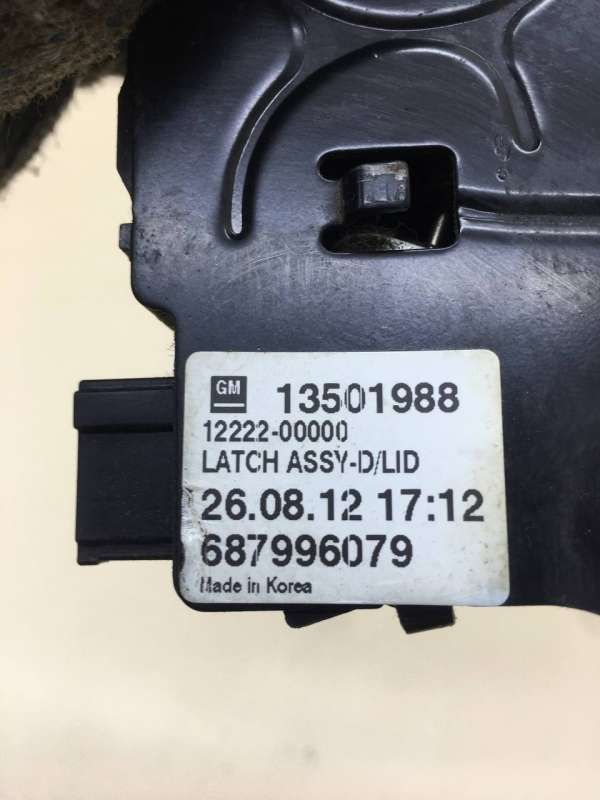 GM 13501988
12222-00000
LATCH ASSY-D/LID
26.08.12 17:12
687996079
Made in Korea